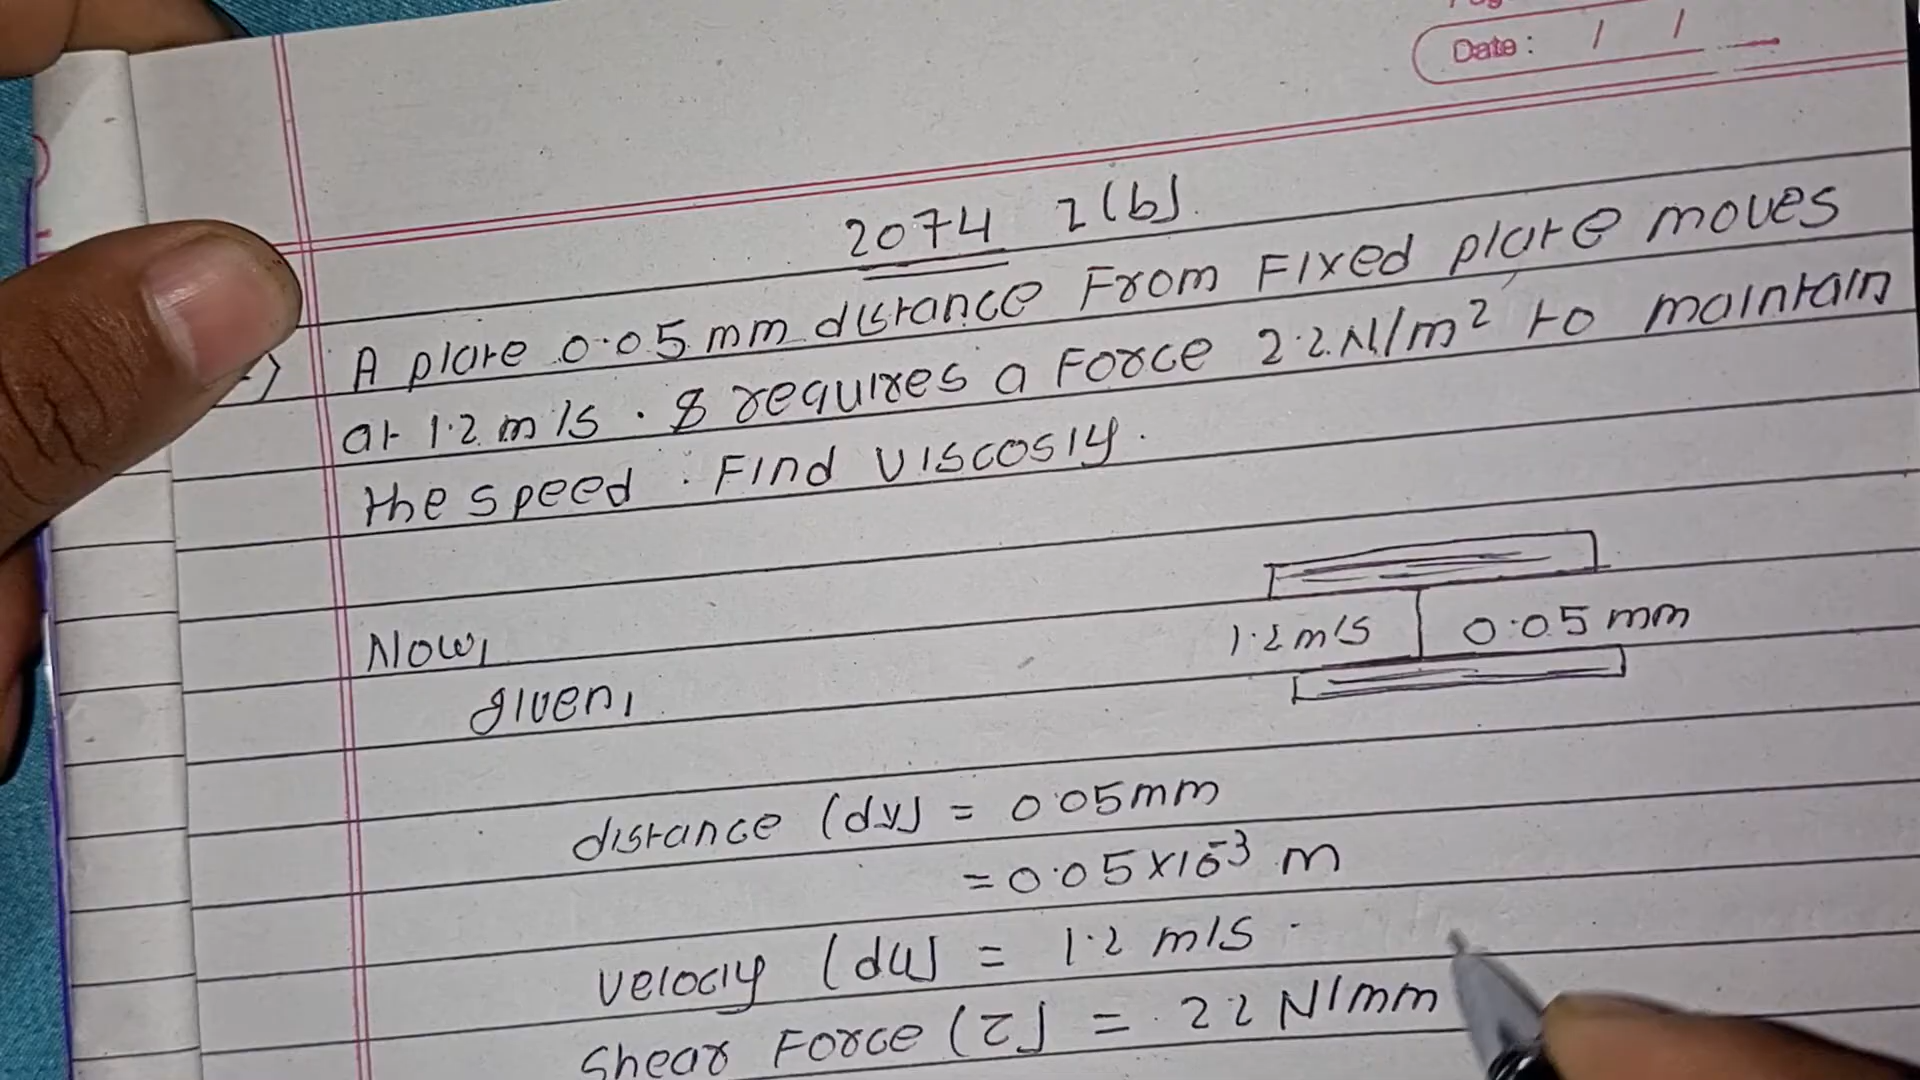 Date : / /
2074 2(b)
A plate 0.05 mm distance From Fixed plate moves
at 1.2 m/s . & requires a Force 2.2 N/m² to maintain
the speed . Find viscosiy .
1.2 m/s 0.05 mm
Now,
given,
distance (dy) = 0.05mm
= 0.05×10⁻³ m
velociy (du) = 1.2 m/s .
Shear Force (τ) = 2.2 N/mm